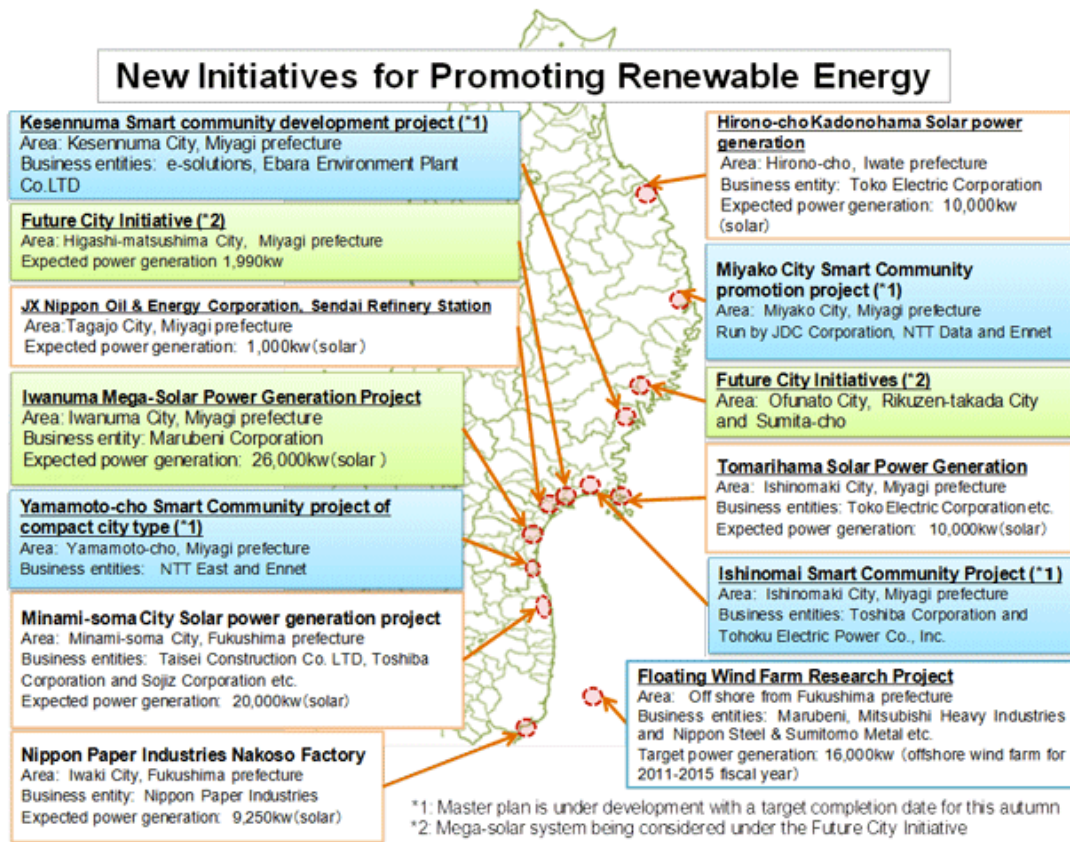 New Initiatives for Promoting Renewable Energy
Kesennuma Smart community development project (*1)
Area: Kesennuma City, Miyagi prefecture
Business entities: e-solutions, Ebara Environment Plant
Co.LTD
Future City Initiative (*2)
Area: Higashi-matsushima City, Miyagi prefecture
Expected power generation 1,990kw
JX Nippon Oil & Energy Corporation, Sendai Refinery Station
Area:Tagajo City, Miyagi prefecture
Expected power generation: 1,000kw(solar)
Iwanuma Mega-Solar Power Generation Project
Area: Iwanuma City, Miyagi prefecture
Business entity: Marubeni Corporation
Expected power generation: 26,000kw(solar )
Yamamoto-cho Smart Community project of
compact city type (*1)
Area: Yamamoto-cho, Miyagi prefecture
Business entities: NTT East and Ennet
Minami-soma City Solar power generation project
Area: Minami-soma City, Fukushima prefecture
Business entities: Taisei Construction Co. LTD, Toshiba
Corporation and Sojiz Corporation etc.
Expected power generation: 20,000kw(solar)
Nippon Paper Industries Nakoso Factory
Area: Iwaki City, Fukushima prefecture
Business entity: Nippon Paper Industries
Expected power generation: 9,250kw(solar)
Hirono-cho Kadonohama Solar power
generation
Area: Hirono-cho, Iwate prefecture
Business entity: Toko Electric Corporation
Expected power generation: 10,000kw
(solar)
Miyako City Smart Community
promotion project (*1)
Area: Miyako City, Miyagi prefecture
Run by JDC Corporation, NTT Data and Ennet
Future City Initiatives (*2)
Area: Ofunato City, Rikuzen-takada City
and Sumita-cho
Tomarihama Solar Power Generation
Area: Ishinomaki City, Miyagi prefecture
Business entities: Toko Electric Corporation etc.
Expected power generation: 10,000kw(solar)
Ishinomai Smart Community Project (*1)
Area: Ishinomaki City, Miyagi prefecture
Business entities: Toshiba Corporation and
Tohoku Electric Power Co., Inc.
Floating Wind Farm Research Project
Area: Off shore from Fukushima prefecture
Business entities: Marubeni, Mitsubishi Heavy Industries
and Nippon Steel & Sumitomo Metal etc.
Target power generation: 16,000kw (offshore wind farm for
2011-2015 fiscal year)
*1: Master plan is under development with a target completion date for this autumn
*2: Mega-solar system being considered under the Future City Initiative